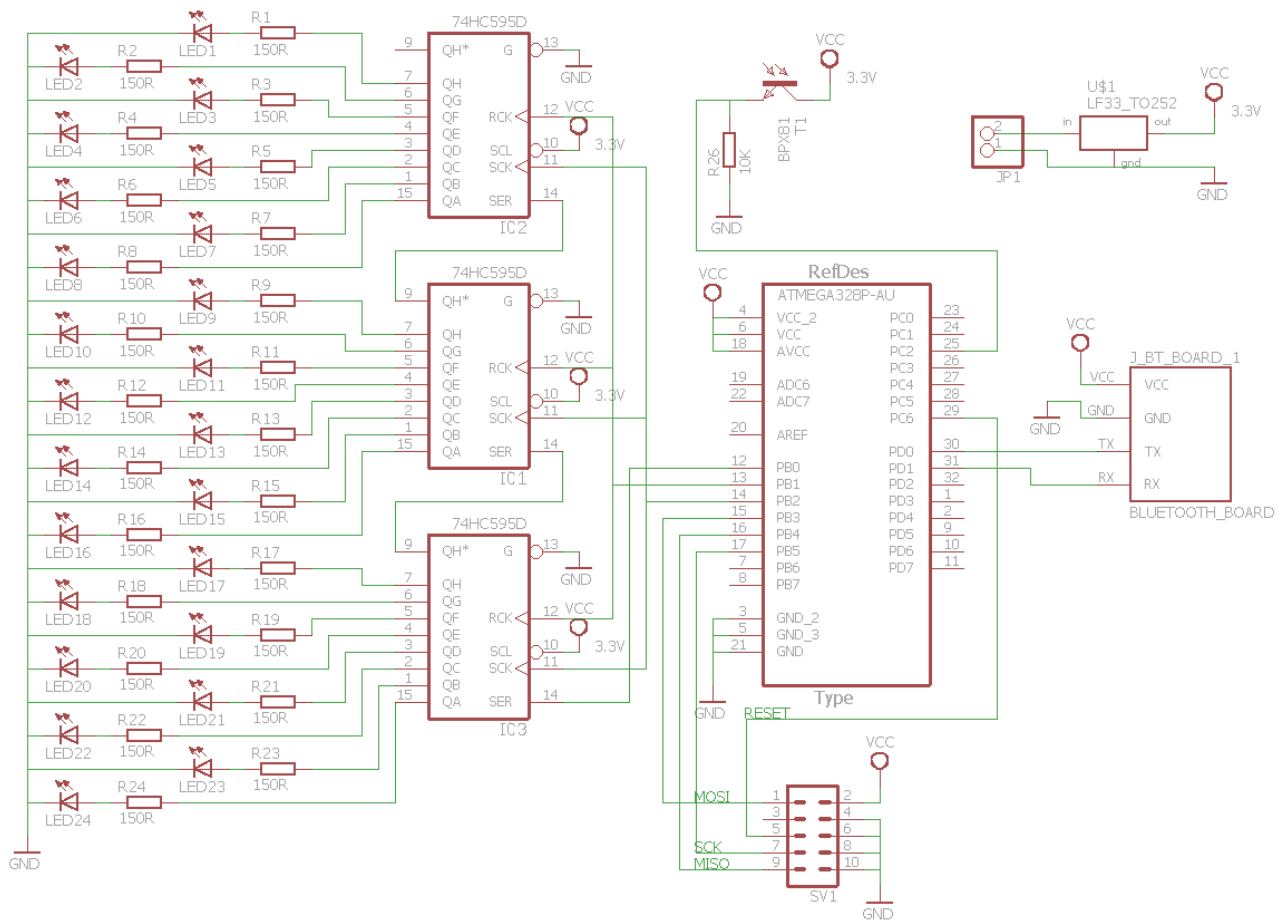 R1
LED1
150R
R2
LED2
150R
R3
LED3
150R
R4
LED4
150R
R5
LED5
150R
R6
LED6
150R
R7
LED7
150R
R8
LED8
150R
R9
LED9
150R
R10
LED10
150R
R11
LED11
150R
R12
LED12
150R
R13
LED13
150R
R14
LED14
150R
R15
LED15
150R
R16
LED16
150R
R17
LED17
150R
R18
LED18
150R
R19
LED19
150R
R20
LED20
150R
R21
LED21
150R
R22
LED22
150R
R23
LED23
150R
R24
LED24
150R
GND
74HC595D
9 QH* G 13
GND
7 QH
6 QG
5 QF RCK 12 VCC
4 QE 3.3V
3 QD SCL 10
2 QC SCK 11
1 QB
15 QA SER 14
IC2
74HC595D
9 QH* G 13
GND
7 QH
6 QG
5 QF RCK 12 VCC
4 QE 3.3V
3 QD SCL 10
2 QC SCK 11
1 QB
15 QA SER 14
IC1
74HC595D
9 QH* G 13
GND
7 QH
6 QG
5 QF RCK 12 VCC
4 QE 3.3V
3 QD SCL 10
2 QC SCK 11
1 QB
15 QA SER 14
IC3
VCC
3.3V
BPX81
T1
R26
10K
GND
VCC
U$1
LF33_TO252
3.3V
in out
gnd
2
1
JP1
GND
RefDes
VCC
ATMEGA328P-AU
4 VCC_2 PC0 23
6 VCC PC1 24
18 AVCC PC2 25
PC3 26
19 ADC6 PC4 27
22 ADC7 PC5 28
PC6 29
20 AREF
PD0 30
12 PB0 PD1 31
13 PB1 PD2 32
14 PB2 PD3 1
15 PB3 PD4 2
16 PB4 PD5 9
17 PB5 PD6 10
7 PB6 PD7 11
8 PB7
3 GND_2
5 GND_3
21 GND
Type
GND
VCC
J_BT_BOARD_1
VCC VCC
GND GND
GND
TX TX
RX RX
BLUETOOTH_BOARD
RESET
VCC
MOSI 1 2
3 4
5 6
SCK 7 8
MISO 9 10
SV1
GND